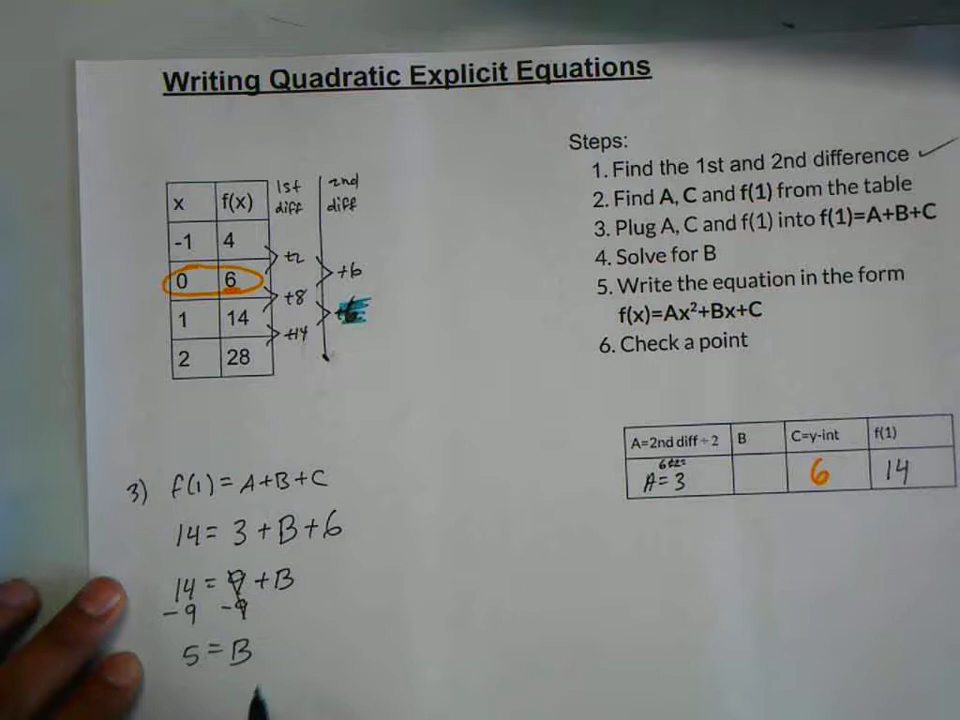 Writing Quadratic Explicit Equations
x f(x) 1st diff 2nd diff
-1 4
+2
0 6
+6
+8
1 14
+6
+14
2 28
Steps:
1. Find the 1st and 2nd difference
2. Find A, C and f(1) from the table
3. Plug A, C and f(1) into f(1)=A+B+C
4. Solve for B
5. Write the equation in the form
f(x)=Ax²+Bx+C
6. Check a point
A=2nd diff ÷ 2 B C=y-int f(1)
6÷2=
A = 3 6 14
3) f(1) = A+B+C
14 = 3 + B + 6
14 = 9 + B
-9 -9
5 = B